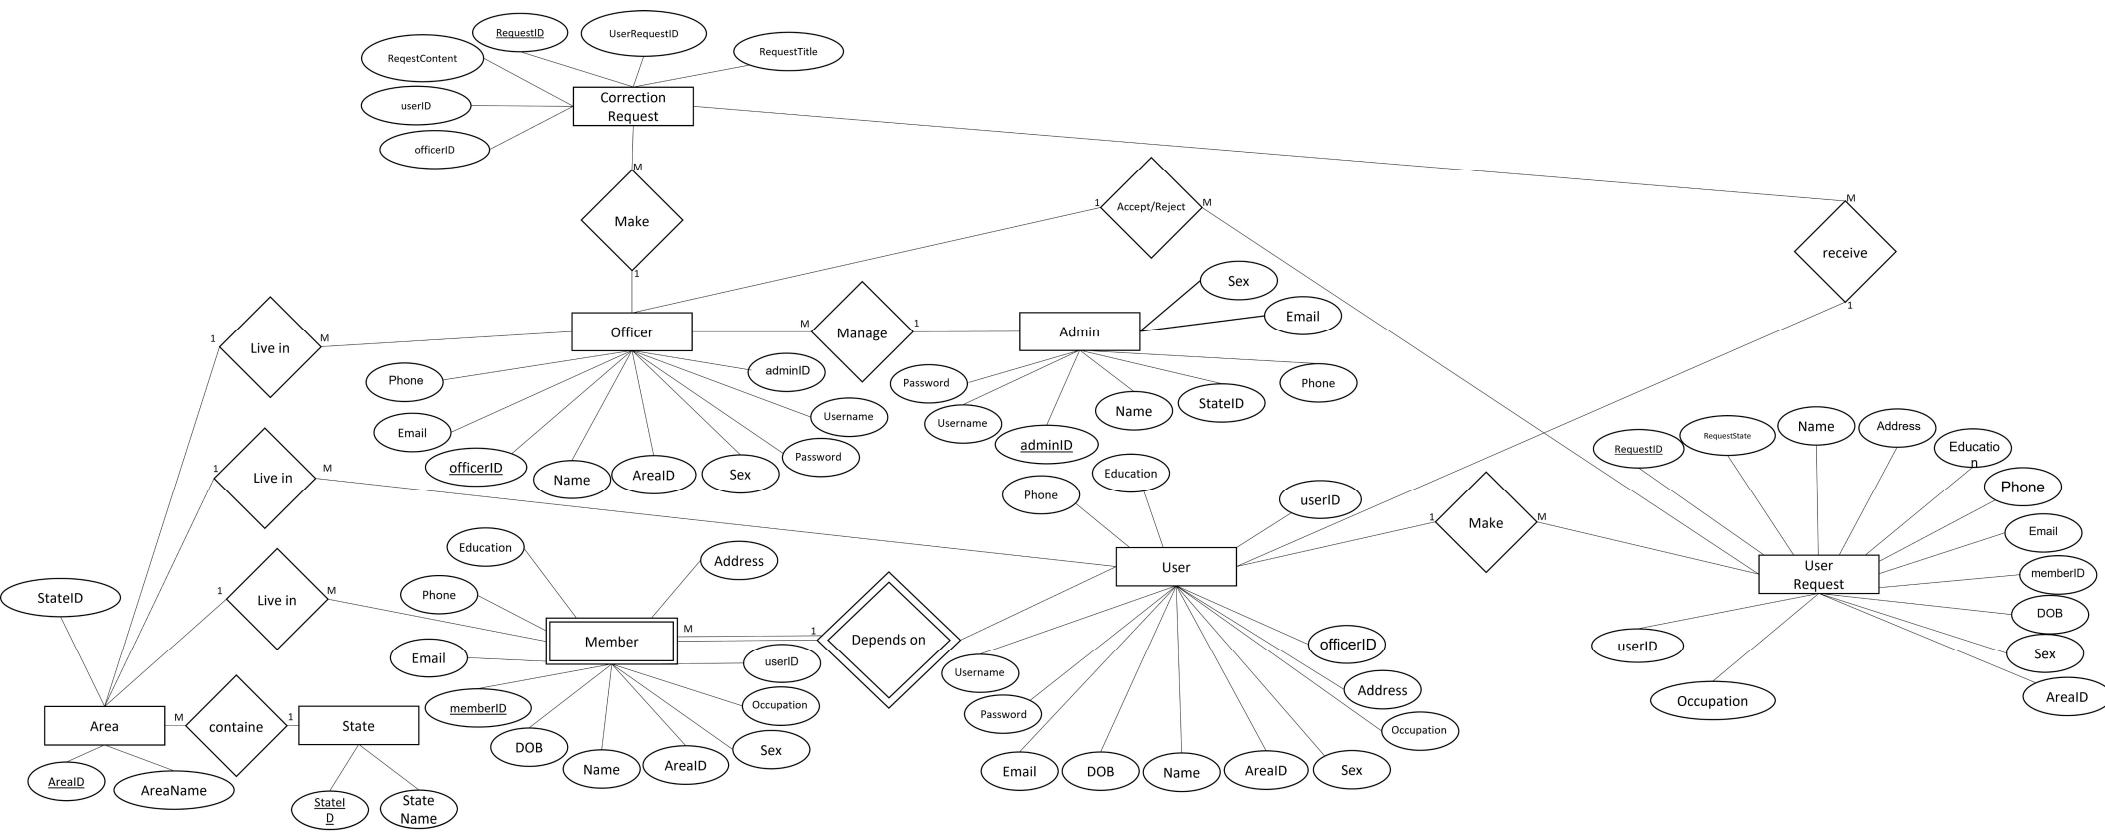 RequestID
UserRequestID
RequestTitle
ReqestContent
userID
officerID
Correction
Request
M
Make
1
1
Accept/Reject
M
M
receive
1
Sex
Email
1
Live in
M
Officer
M
Manage
1
Admin
Phone
Email
officerID
Name
AreaID
Sex
Password
Username
adminID
Password
Username
adminID
Name
StateID
Phone
1
Live in
M
Phone
Education
userID
User
1
Make
M
RequestID
RequestState
Name
Address
Educatio
n
Phone
Email
memberID
DOB
Sex
AreaID
User
Request
userID
Occupation
1
Live in
M
Education
Address
Phone
Email
Member
M
1
Depends on
userID
Occupation
Sex
memberID
DOB
Name
AreaID
Username
Password
Email
DOB
Name
AreaID
Sex
officerID
Address
Occupation
StateID
Area
M
containe
1
State
AreaID
AreaName
StateI
D
State
Name